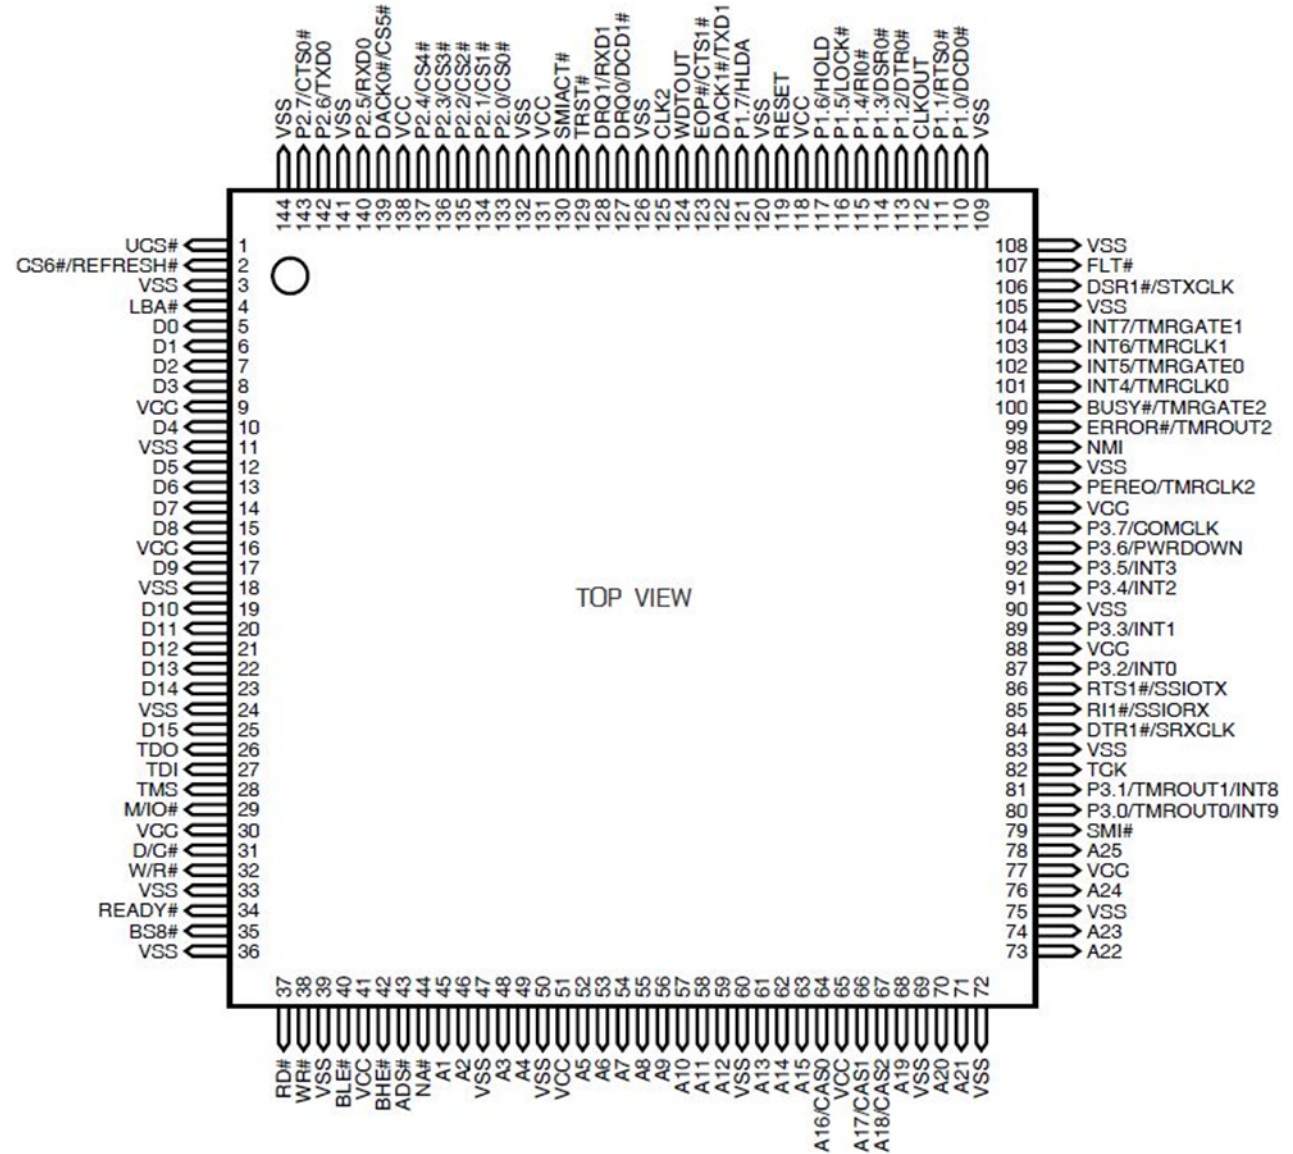 VSS
P2.7/CTS0#
P2.6/TXD0
VSS
P2.5/RXD0
DACK0#/CS5#
VCC
P2.4/CS4#
P2.3/CS3#
P2.2/CS2#
P2.1/CS1#
P2.0/CS0#
VSS
VCC
SMIACT#
TRST#
DRQ1/RXD1
DRQ0/DCD1#
VSS
CLK2
WDTOUT
EOP#/CTS1#
DACK1#/TXD1
P1.7/HLDA
VSS
RESET
VCC
P1.6/HOLD
P1.5/LOCK#
P1.4/RI0#
P1.3/DSR0#
P1.2/DTR0#
CLKOUT
P1.1/RTS0#
P1.0/DCD0#
VSS
144
143
142
141
140
139
138
137
136
135
134
133
132
131
130
129
128
127
126
125
124
123
122
121
120
119
118
117
116
115
114
113
112
111
110
109
UCS# 1
CS6#/REFRESH# 2
VSS 3
LBA# 4
D0 5
D1 6
D2 7
D3 8
VCC 9
D4 10
VSS 11
D5 12
D6 13
D7 14
D8 15
VCC 16
D9 17
VSS 18
D10 19
D11 20
D12 21
D13 22
D14 23
VSS 24
D15 25
TDO 26
TDI 27
TMS 28
M/IO# 29
VCC 30
D/C# 31
W/R# 32
VSS 33
READY# 34
BS8# 35
VSS 36
TOP VIEW
108 VSS
107 FLT#
106 DSR1#/STXCLK
105 VSS
104 INT7/TMRGATE1
103 INT6/TMRCLK1
102 INT5/TMRGATE0
101 INT4/TMRCLK0
100 BUSY#/TMRGATE2
99 ERROR#/TMROUT2
98 NMI
97 VSS
96 PEREQ/TMRCLK2
95 VCC
94 P3.7/COMCLK
93 P3.6/PWRDOWN
92 P3.5/INT3
91 P3.4/INT2
90 VSS
89 P3.3/INT1
88 VCC
87 P3.2/INT0
86 RTS1#/SSIOTX
85 RI1#/SSIORX
84 DTR1#/SRXCLK
83 VSS
82 TCK
81 P3.1/TMROUT1/INT8
80 P3.0/TMROUT0/INT9
79 SMI#
78 A25
77 VCC
76 A24
75 VSS
74 A23
73 A22
37
38
39
40
41
42
43
44
45
46
47
48
49
50
51
52
53
54
55
56
57
58
59
60
61
62
63
64
65
66
67
68
69
70
71
72
RD#
WR#
VSS
BLE#
VCC
BHE#
ADS#
NA#
A1
A2
VSS
A3
A4
VSS
VCC
A5
A6
A7
A8
A9
A10
A11
A12
VSS
A13
A14
A15
A16/CAS0
VCC
A17/CAS1
A18/CAS2
A19
VSS
A20
A21
VSS